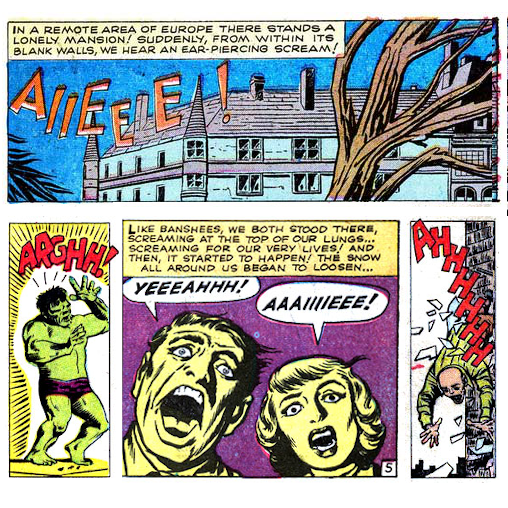 IN A REMOTE AREA OF EUROPE THERE STANDS A
LONELY MANSION! SUDDENLY, FROM WITHIN ITS
BLANK WALLS, WE HEAR AN EAR-PIERCING SCREAM!
AIIEEEE!
ARGHH!
LIKE BANSHEES, WE BOTH STOOD THERE,
SCREAMING AT THE TOP OF OUR LUNGS...
SCREAMING FOR OUR VERY LIVES! AND
THEN, IT STARTED TO HAPPEN! THE SNOW
ALL AROUND US BEGAN TO LOOSEN...
YEEEAHHH!
AAAIIIIEEE!
5
AHHHHHHH